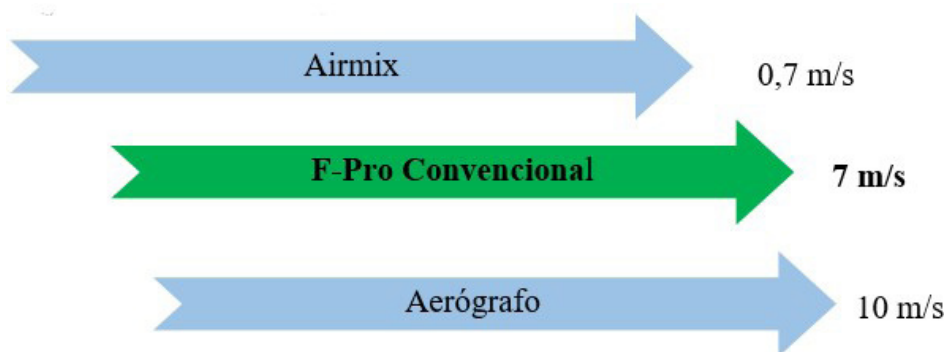 Airmix
0,7 m/s
F-Pro Convencional
7 m/s
Aerógrafo
10 m/s